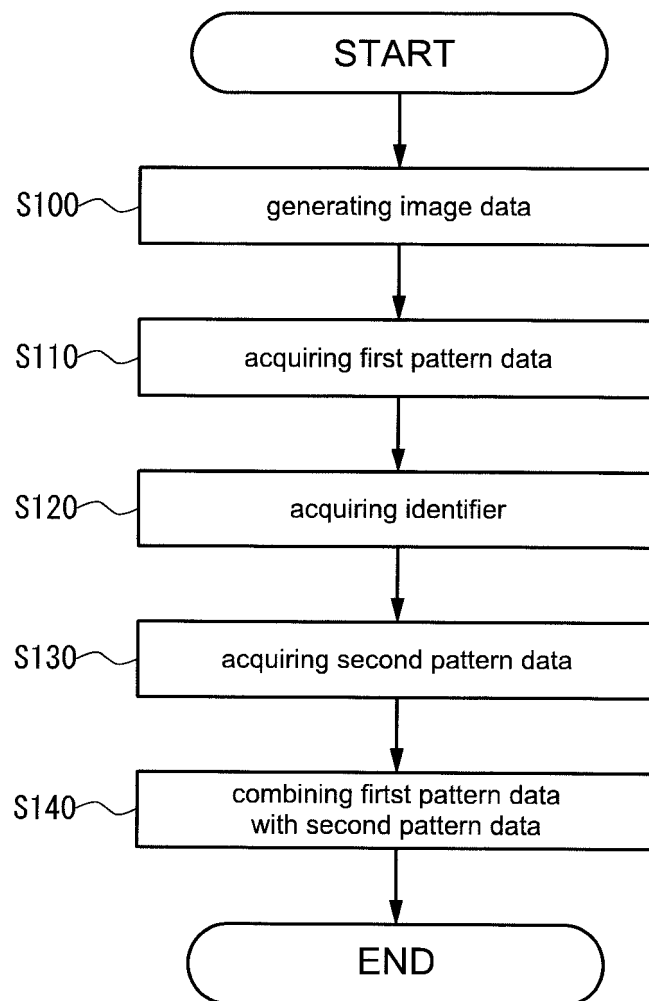 START
S100
generating image data
S110
acquiring first pattern data
S120
acquiring identifier
S130
acquiring second pattern data
S140
combining firtst pattern data
with second pattern data
END